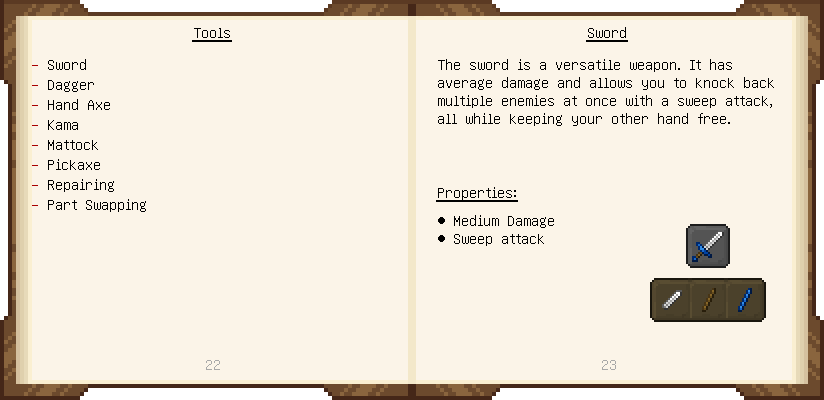 Tools
- Sword
- Dagger
- Hand Axe
- Kama
- Mattock
- Pickaxe
- Repairing
- Part Swapping
22
Sword
The sword is a versatile weapon. It has
average damage and allows you to knock back
multiple enemies at once with a sweep attack,
all while keeping your other hand free.
Properties:
● Medium Damage
● Sweep attack
23